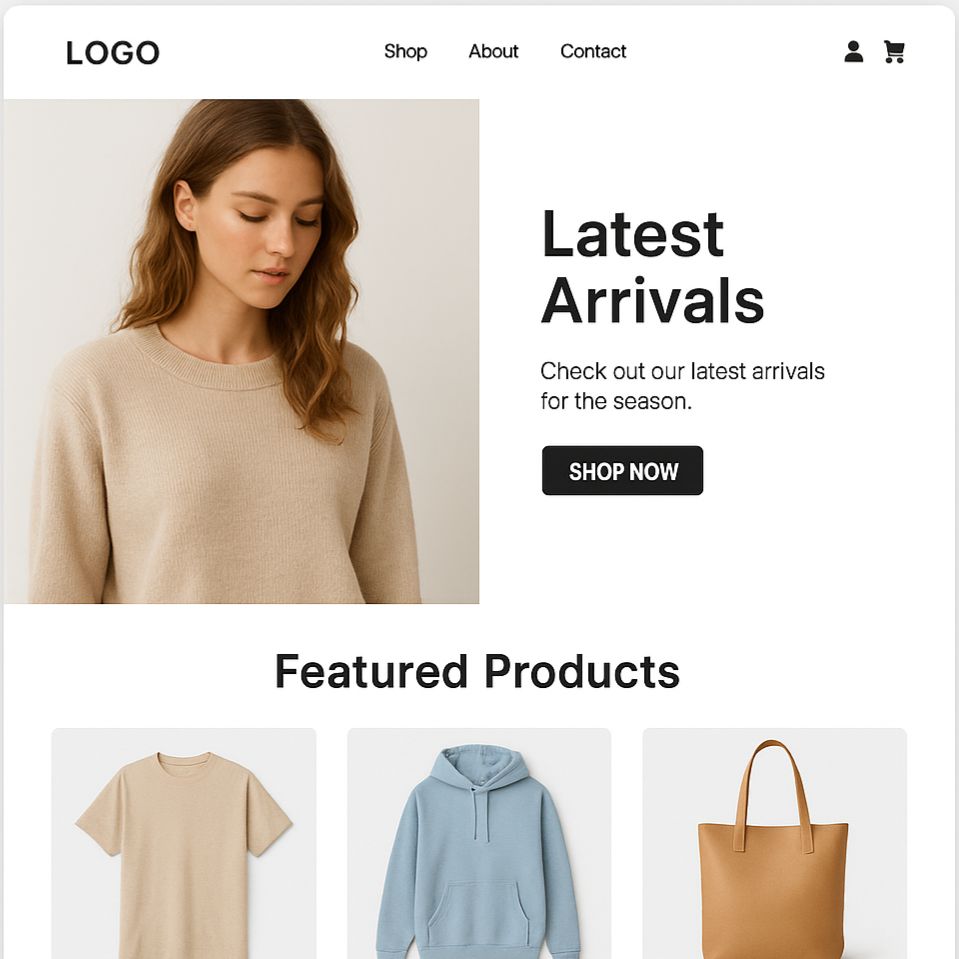 LOGO
Shop
About
Contact
Latest
Arrivals
Check out our latest arrivals
for the season.
SHOP NOW
Featured Products